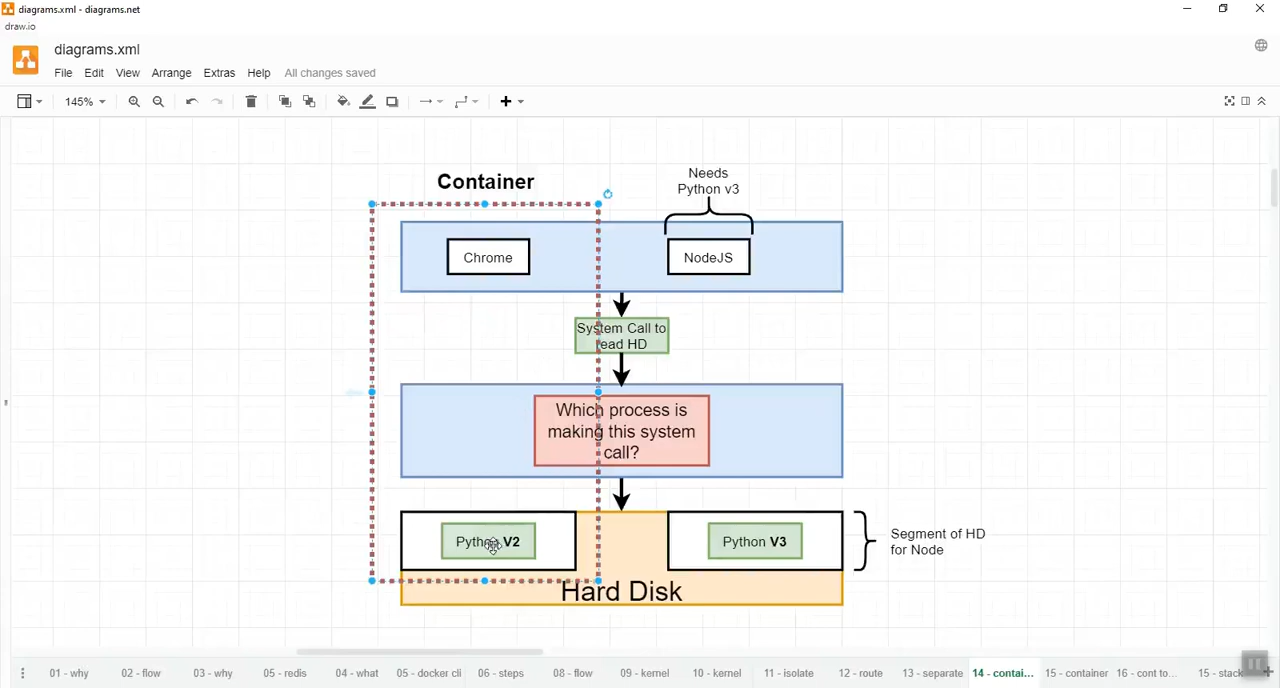 diagrams.xml - diagrams.net
draw.io
diagrams.xml
File Edit View Arrange Extras Help All changes saved
145%
Container
Needs
Python v3
Chrome
NodeJS
System Call to
read HD
Which process is
making this system
call?
Python V2
Python V3
Segment of HD
for Node
Hard Disk
01 - why 02 - flow 03 - why 05 - redis 04 - what 05 - docker cli 06 - steps 08 - flow 09 - kernel 10 - kernel 11 - isolate 12 - route 13 - separate 14 - contai... 15 - container 16 - cont to... 15 - stack